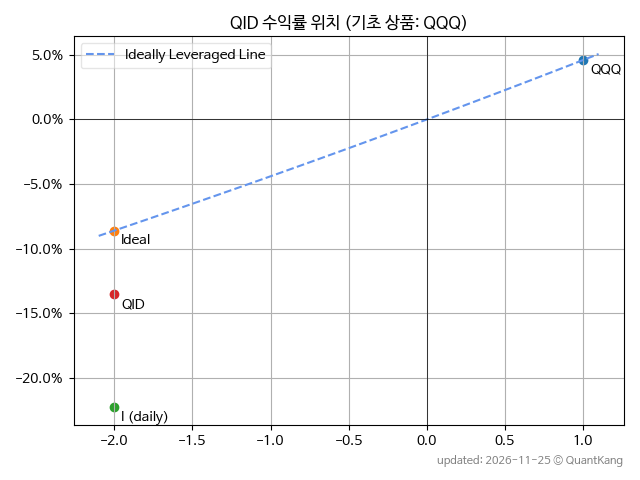 QID 수익률 위치 (기초 상품: QQQ)
Ideally Leveraged Line
5.0%
0.0%
−5.0%
−10.0%
−15.0%
−20.0%
QQQ
Ideal
QID
I (daily)
−2.0 −1.5 −1.0 −0.5 0.0 0.5 1.0
updated: 2026-11-25 © QuantKang